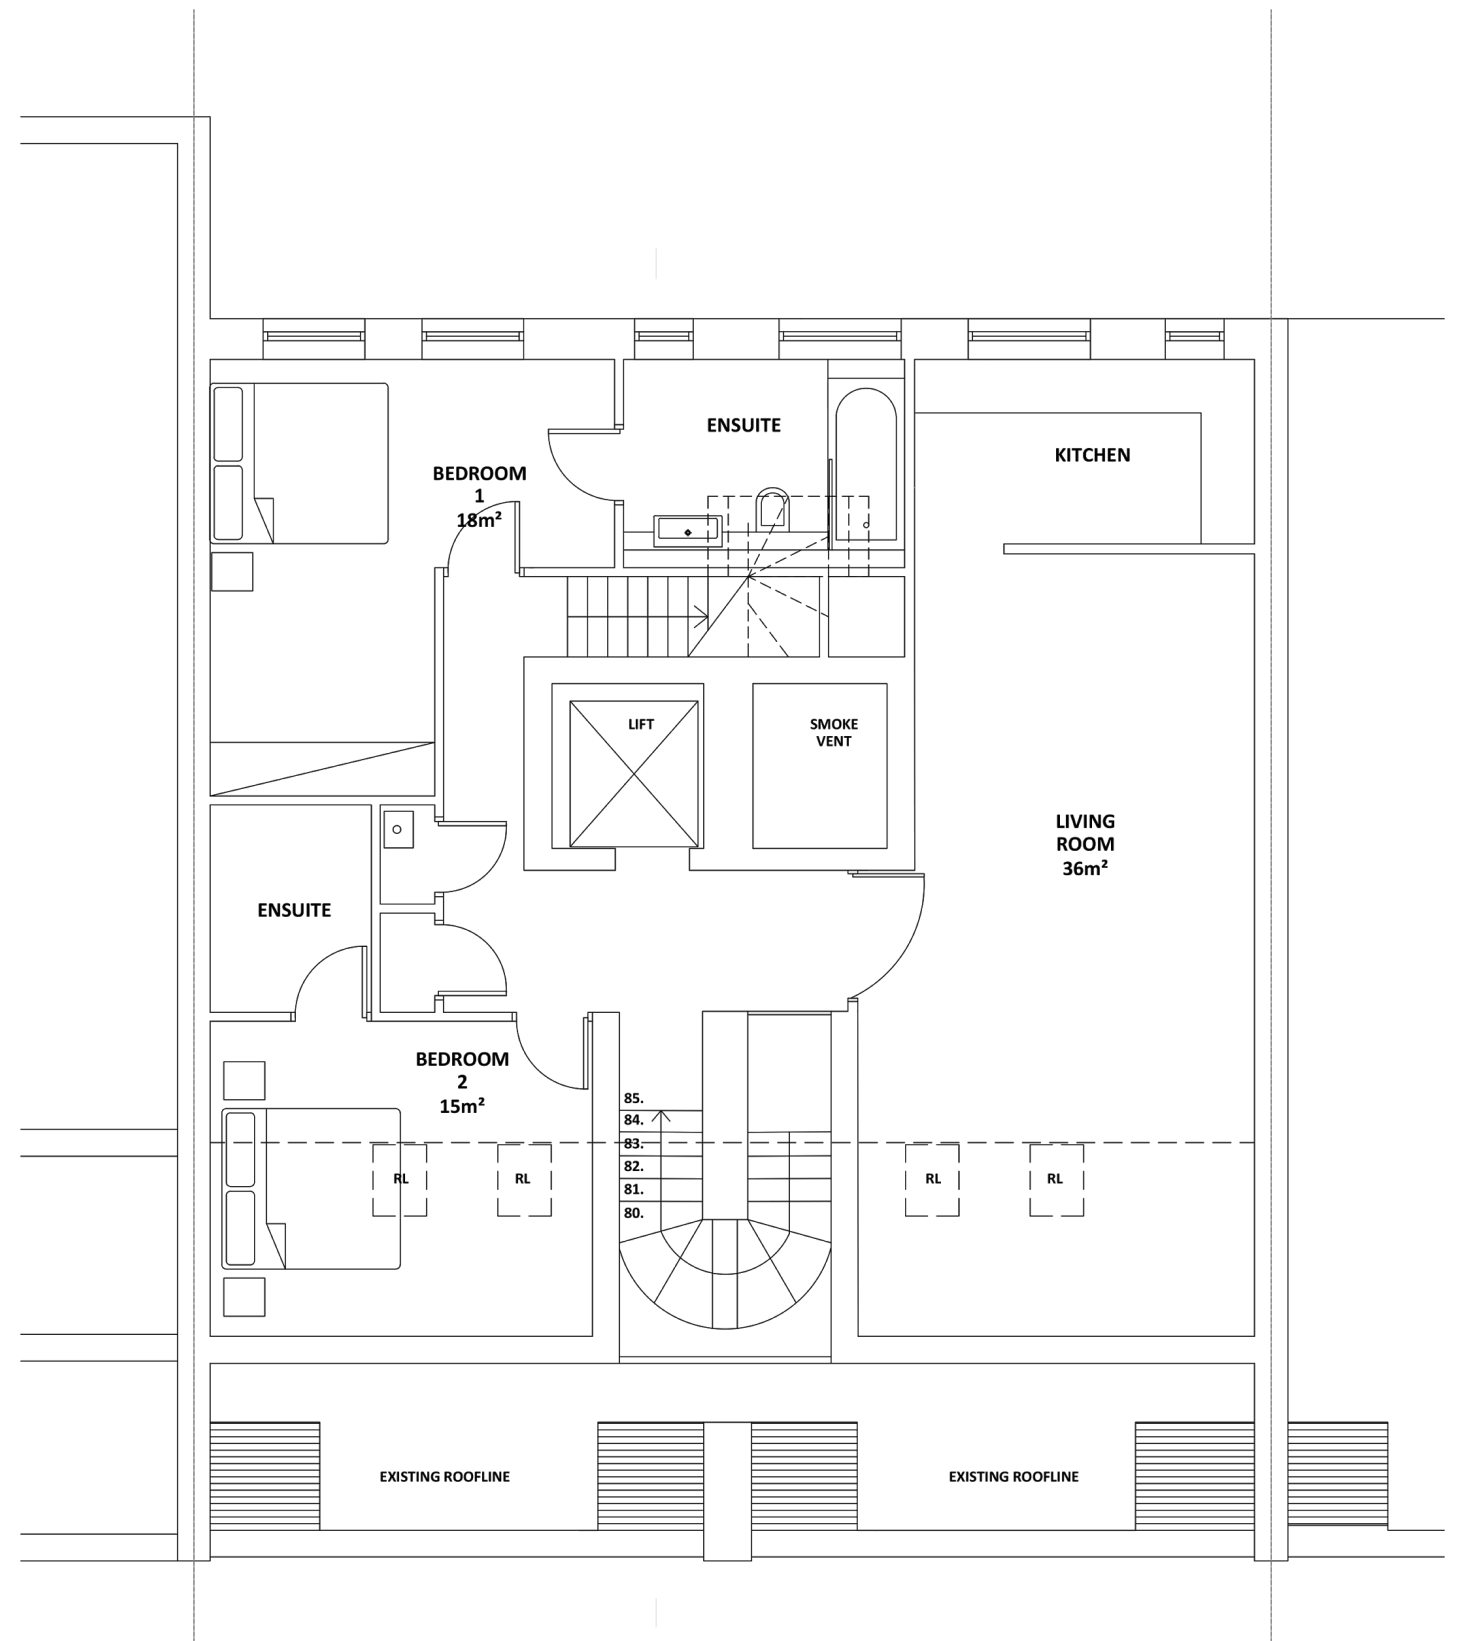 ENSUITE
KITCHEN
BEDROOM
1
18m²
LIFT
SMOKE
VENT
LIVING
ROOM
36m²
ENSUITE
BEDROOM
2
15m²
85.
84.
83.
82.
81.
80.
RL
RL
RL
RL
EXISTING ROOFLINE
EXISTING ROOFLINE